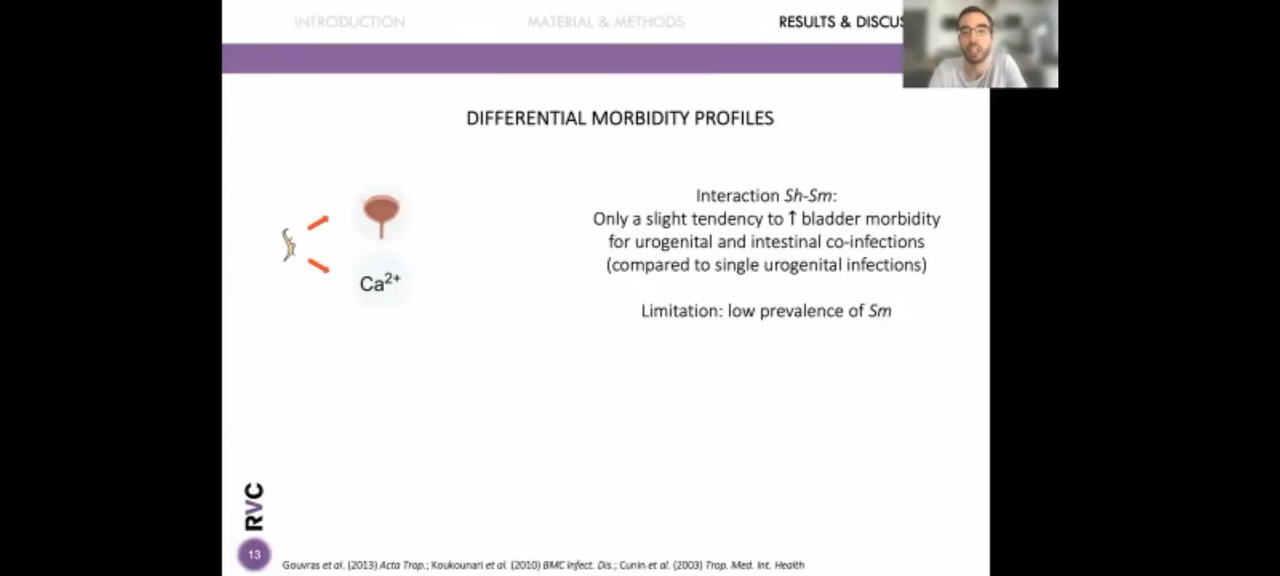 INTRODUCTION
MATERIAL & METHODS
RESULTS & DISCUS
DIFFERENTIAL MORBIDITY PROFILES
Interaction Sh-Sm:
Only a slight tendency to ↑ bladder morbidity
for urogenital and intestinal co-infections
(compared to single urogenital infections)
Ca²⁺
Limitation: low prevalence of Sm
RVC
13
Gouvras et al. (2013) Acta Trop.; Koukounari et al. (2010) BMC Infect. Dis.; Cunin et al. (2003) Trop. Med. Int. Health